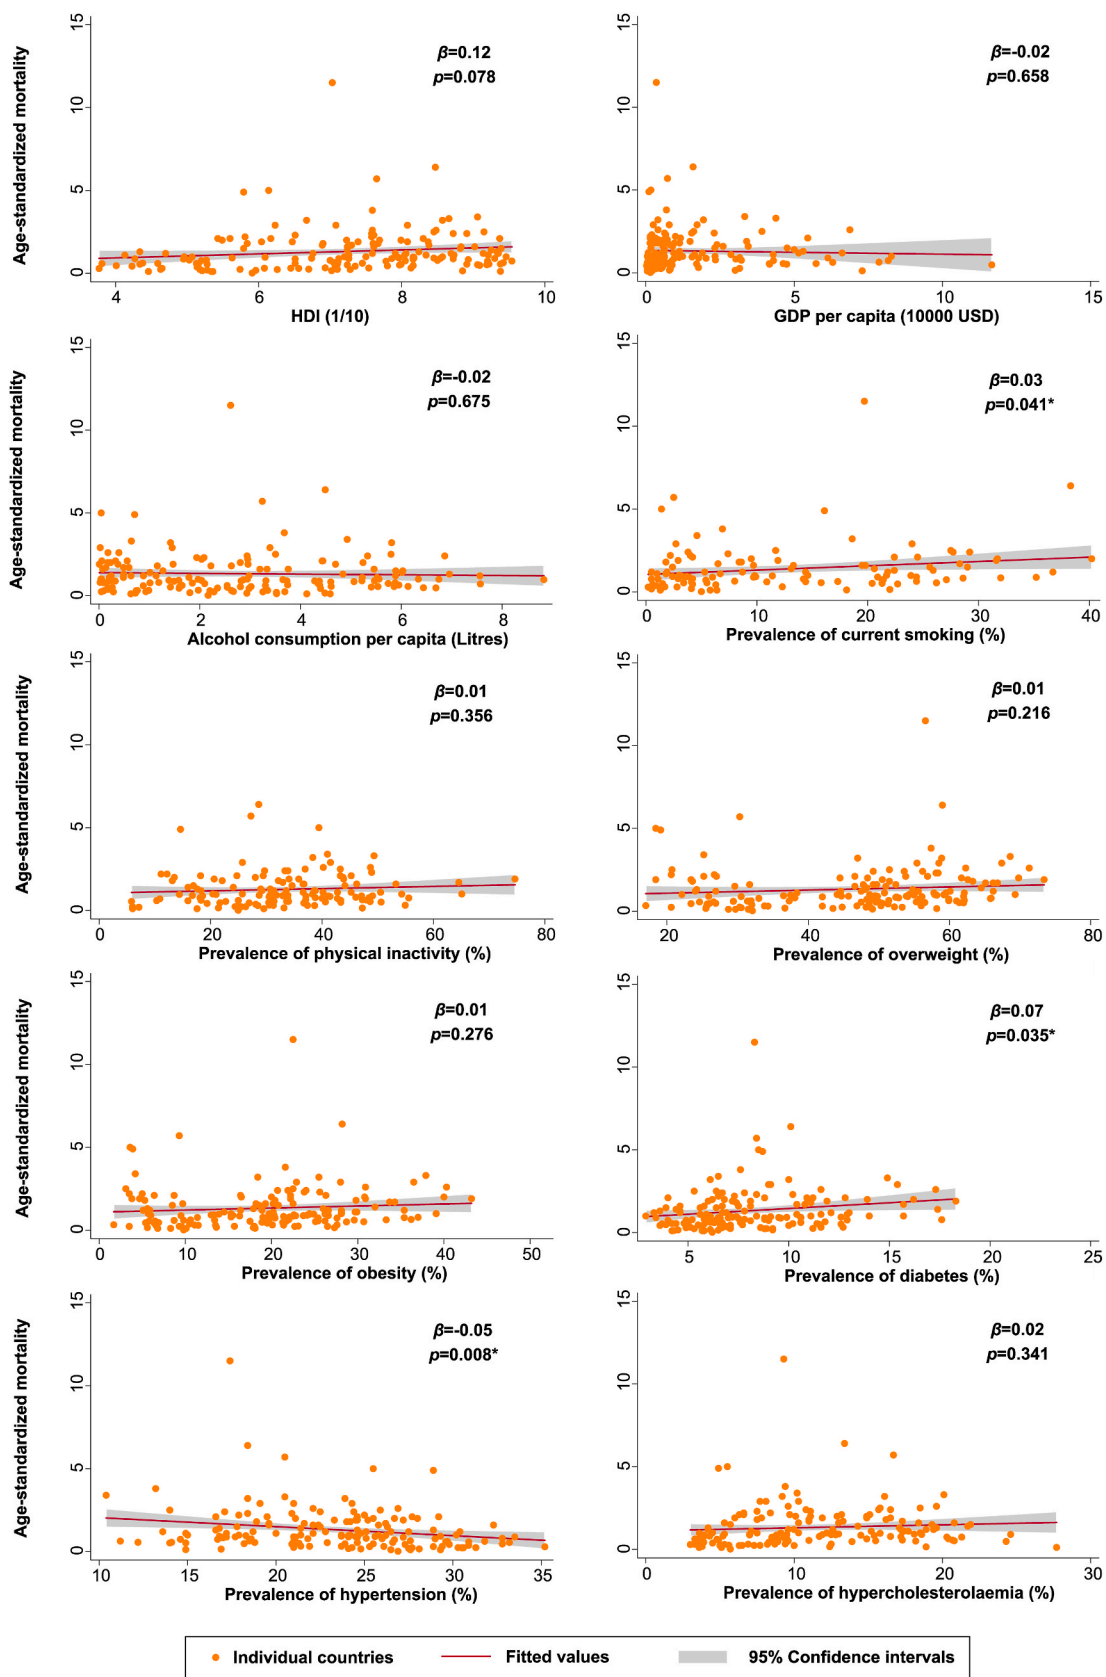 Age-standardized mortality
15
10
5
0
β=0.12
p=0.078
4
6
8
10
HDI (1/10)
15
10
5
0
β=-0.02
p=0.658
0
5
10
15
GDP per capita (10000 USD)
Age-standardized mortality
15
10
5
0
β=-0.02
p=0.675
0
2
4
6
8
Alcohol consumption per capita (Litres)
15
10
5
0
β=0.03
p=0.041*
0
10
20
30
40
Prevalence of current smoking (%)
Age-standardized mortality
15
10
5
0
β=0.01
p=0.356
0
20
40
60
80
Prevalence of physical inactivity (%)
15
10
5
0
β=0.01
p=0.216
20
40
60
80
Prevalence of overweight (%)
Age-standardized mortality
15
10
5
0
β=0.01
p=0.276
0
10
20
30
40
50
Prevalence of obesity (%)
15
10
5
0
β=0.07
p=0.035*
5
10
15
20
25
Prevalence of diabetes (%)
Age-standardized mortality
15
10
5
0
β=-0.05
p=0.008*
10
15
20
25
30
35
Prevalence of hypertension (%)
15
10
5
0
β=0.02
p=0.341
0
10
20
30
Prevalence of hypercholesterolaemia (%)
Individual countries
Fitted values
95% Confidence intervals